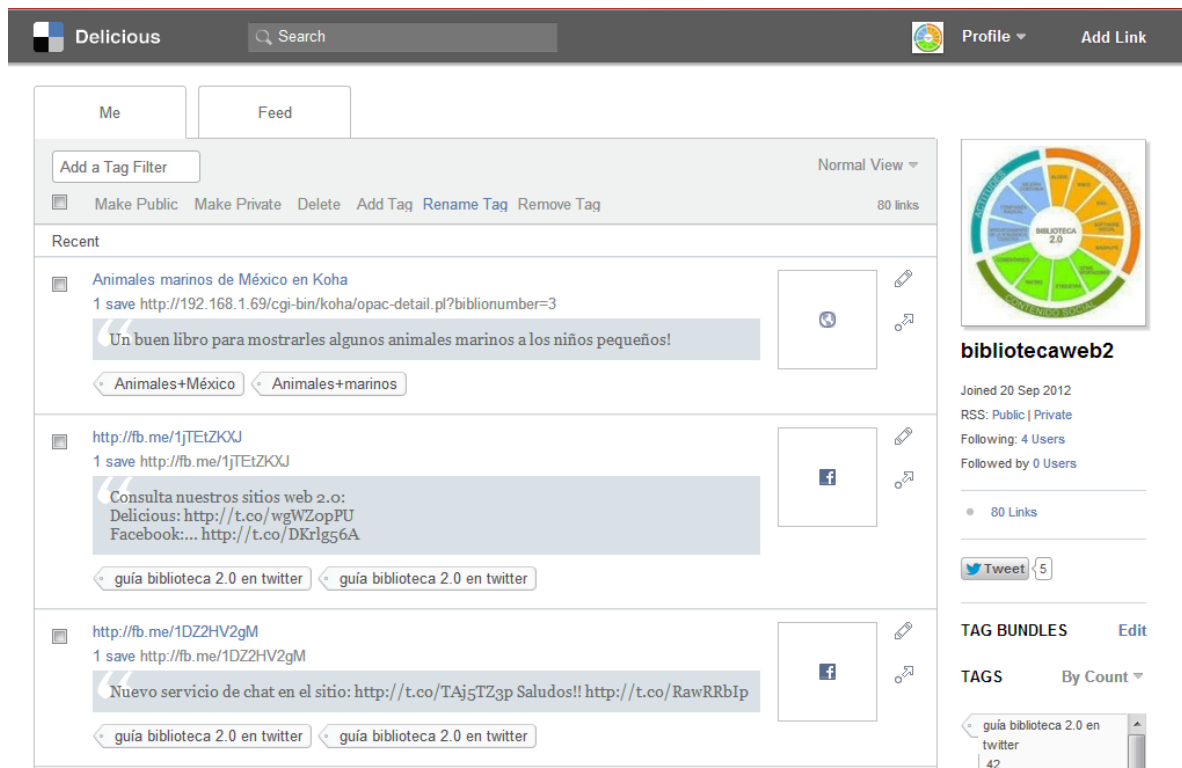 Delicious
Search
Profile
Add Link
Me
Feed
Add a Tag Filter
Normal View
Make Public Make Private Delete Add Tag Rename Tag Remove Tag
80 links
Recent
Animales marinos de México en Koha
1 save http://192.168.1.69/cgi-bin/koha/opac-detail.pl?biblionumber=3
Un buen libro para mostrarles algunos animales marinos a los niños pequeños!
Animales+México
Animales+marinos
http://fb.me/1jTEtZKXJ
1 save http://fb.me/1jTEtZKXJ
Consulta nuestros sitios web 2.0:
Delicious: http://t.co/wgWZopPU
Facebook:... http://t.co/DKrlg56A
guía biblioteca 2.0 en twitter
guía biblioteca 2.0 en twitter
http://fb.me/1DZ2HV2gM
1 save http://fb.me/1DZ2HV2gM
Nuevo servicio de chat en el sitio: http://t.co/TAj5TZ3p Saludos!! http://t.co/RawRRbIp
guía biblioteca 2.0 en twitter
guía biblioteca 2.0 en twitter
ACTITUDES
HERRAMIENTAS
BIBLIOTECA
2.0
CONTENIDO SOCIAL
bibliotecaweb2
Joined 20 Sep 2012
RSS: Public | Private
Following: 4 Users
Followed by 0 Users
80 Links
Tweet
5
TAG BUNDLES
Edit
TAGS
By Count
guía biblioteca 2.0 en
twitter
42